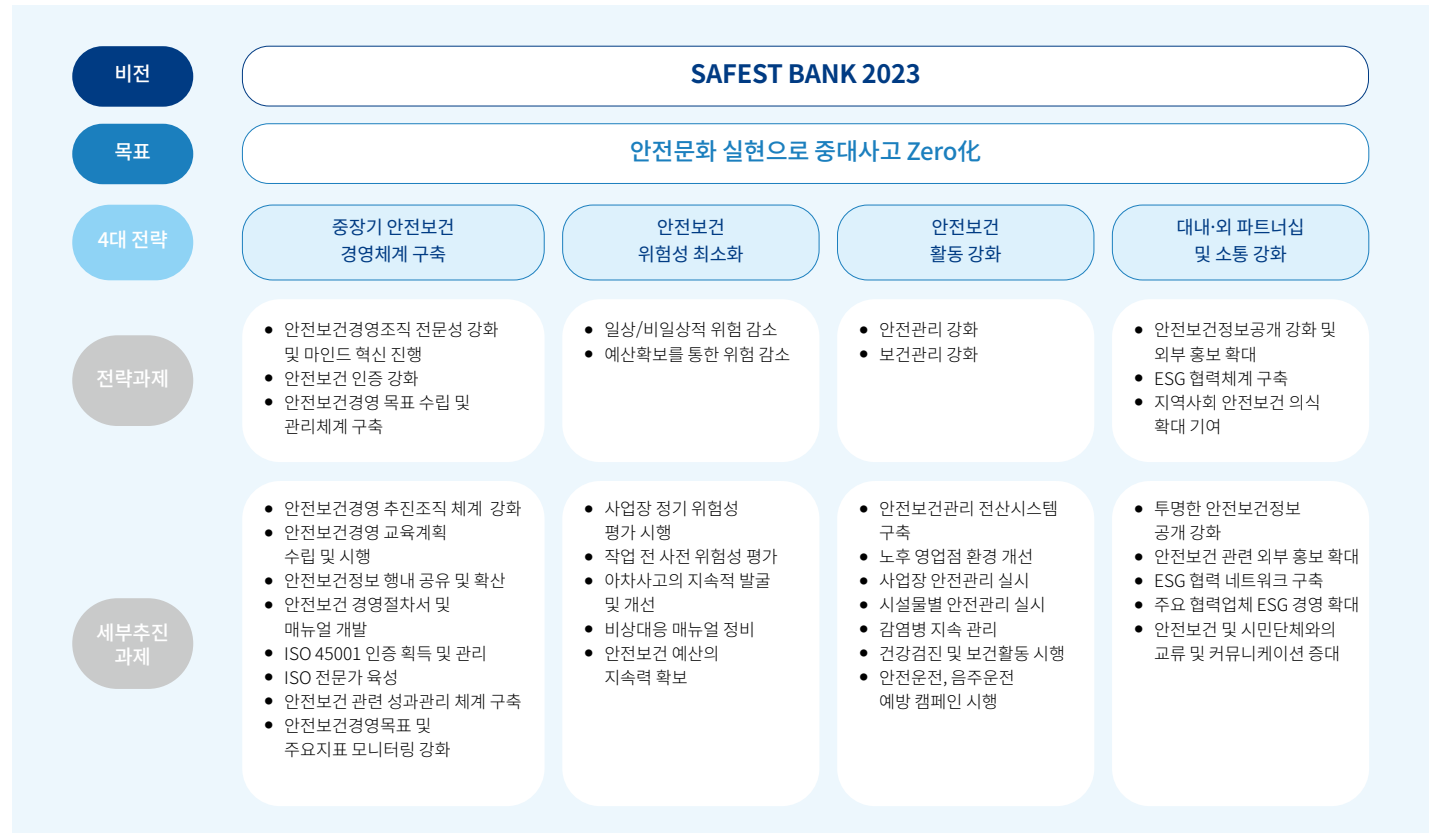 비전
SAFEST BANK 2023
목표
안전문화 실현으로 중대사고 Zero化
4대 전략
중장기 안전보건
경영체계 구축
안전보건
위험성 최소화
안전보건
활동 강화
대내·외 파트너십
및 소통 강화
전략과제
• 안전보건경영조직 전문성 강화
및 마인드 혁신 진행
• 안전보건 인증 강화
• 안전보건경영 목표 수립 및
관리체계 구축
• 일상/비일상적 위험 감소
• 예산확보를 통한 위험 감소
• 안전관리 강화
• 보건관리 강화
• 안전보건정보공개 강화 및
외부 홍보 확대
• ESG 협력체계 구축
• 지역사회 안전보건 의식
확대 기여
세부추진
과제
• 안전보건경영 추진조직 체계 강화
• 안전보건경영 교육계획
수립 및 시행
• 안전보건정보 행내 공유 및 확산
• 안전보건 경영절차서 및
매뉴얼 개발
• ISO 45001 인증 획득 및 관리
• ISO 전문가 육성
• 안전보건 관련 성과관리 체계 구축
• 안전보건경영목표 및
주요지표 모니터링 강화
• 사업장 정기 위험성
평가 시행
• 작업 전 사전 위험성 평가
• 아차사고의 지속적 발굴
및 개선
• 비상대응 매뉴얼 정비
• 안전보건 예산의
지속력 확보
• 안전보건관리 전산시스템
구축
• 노후 영업점 환경 개선
• 사업장 안전관리 실시
• 시설물별 안전관리 실시
• 감염병 지속 관리
• 건강검진 및 보건활동 시행
• 안전운전, 음주운전
예방 캠페인 시행
• 투명한 안전보건정보
공개 강화
• 안전보건 관련 외부 홍보 확대
• ESG 협력 네트워크 구축
• 주요 협력업체 ESG 경영 확대
• 안전보건 및 시민단체와의
교류 및 커뮤니케이션 증대